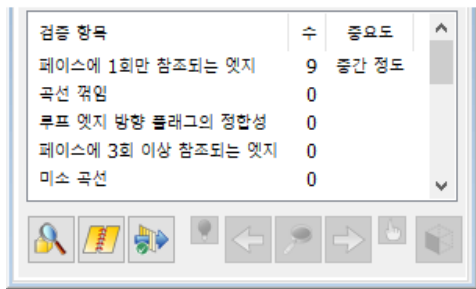 검증 항목 수 중요도
페이스에 1회만 참조되는 엣지 9 중간 정도
곡선 꺾임 0
루프 엣지 방향 플래그의 정합성 0
페이스에 3회 이상 참조되는 엣지 0
미소 곡선 0